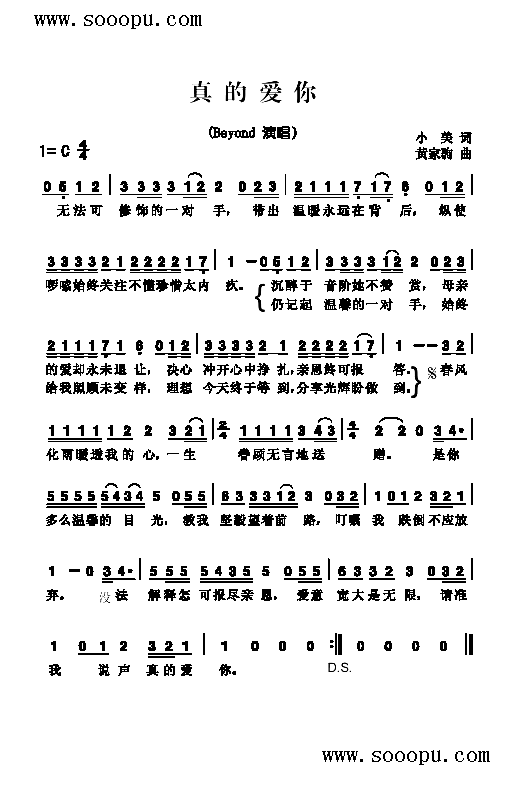 www.sooopu.com
真的爱你
(Beyond 演唱)
小美 词
1=C 4/4
黄家驹 曲
0 5 1 2 | 3 3 3 3 1 2 2 0 2 3 | 2 1 1 1 1 7 1 7 6 0 1 2 |
无法可 修饰的一对 手, 带出 温暖永远在背 后, 纵使
3 3 3 3 2 1 2 2 2 2 1 7 | 1 - 0 5 1 2 | 3 3 3 3 1 2 2 0 2 3 |
啰嗦始终关注不懂珍惜太内 疚。 沉醉于 音阶她不赞 赏, 母亲
仍记起 温馨的一对 手, 始终
2 1 1 1 1 7 1 6 0 1 2 | 3 3 3 3 2 1 2 2 2 2 1 7 | 1 - - 3 2 |
的爱却永未退 让, 决心 冲开心中挣 扎,亲恩终可报 答。 春风
给我照顾未变 样, 理想 今天终于等 到,分享光辉盼做 到。
1 1 1 1 1 1 1 2 2 3 2 1 | 2/4 1 1 1 1 1 3 4 3 | 4/4 2 2 0 3 4 · |
化雨暖透我的 心,一生 眷顾无言地送 赠。 是你
5 5 5 5 5 4 3 4 5 0 5 5 | 6 3 3 3 1 2 3 0 3 2 | 1 0 1 2 3 2 1 |
多么温馨的 目 光,教我 坚毅望着前 路, 叮嘱 我 跌倒不应放
1 - 0 3 4 · | 5 5 5 5 4 3 5 5 0 5 5 | 6 3 3 2 3 0 3 2 |
弃。 没法 解释怎 可报尽亲 恩, 爱意 宽大是无 限, 请准
1 0 1 2 3 2 1 | 1 0 0 0 :‖ 0 0 0 0 ‖
我 说声 真的爱 你。 D.S.
www.sooopu.com